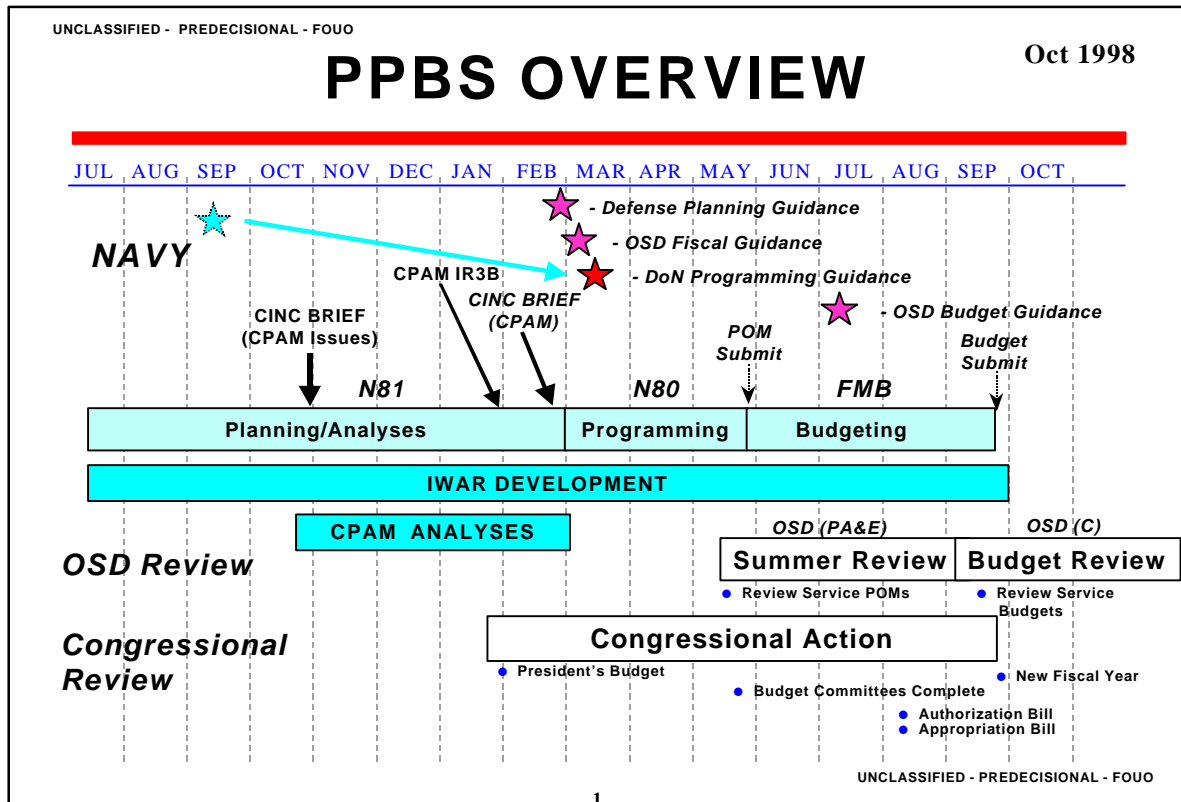 UNCLASSIFIED - PREDECISIONAL - FOUO
Oct 1998
PPBS OVERVIEW
JUL AUG SEP OCT NOV DEC JAN FEB MAR APR MAY JUN JUL AUG SEP OCT
- Defense Planning Guidance
- OSD Fiscal Guidance
NAVY
CPAM IR3B
- DoN Programming Guidance
CINC BRIEF
(CPAM)
- OSD Budget Guidance
CINC BRIEF
(CPAM Issues)
POM
Submit
Budget
Submit
N81 N80 FMB
Planning/Analyses Programming Budgeting
IWAR DEVELOPMENT
CPAM ANALYSES
OSD (PA&E) OSD (C)
OSD Review
Summer Review Budget Review
• Review Service POMs
• Review Service
Budgets
Congressional
Review
Congressional Action
• President's Budget
• New Fiscal Year
• Budget Committees Complete
• Authorization Bill
• Appropriation Bill
UNCLASSIFIED - PREDECISIONAL - FOUO
1